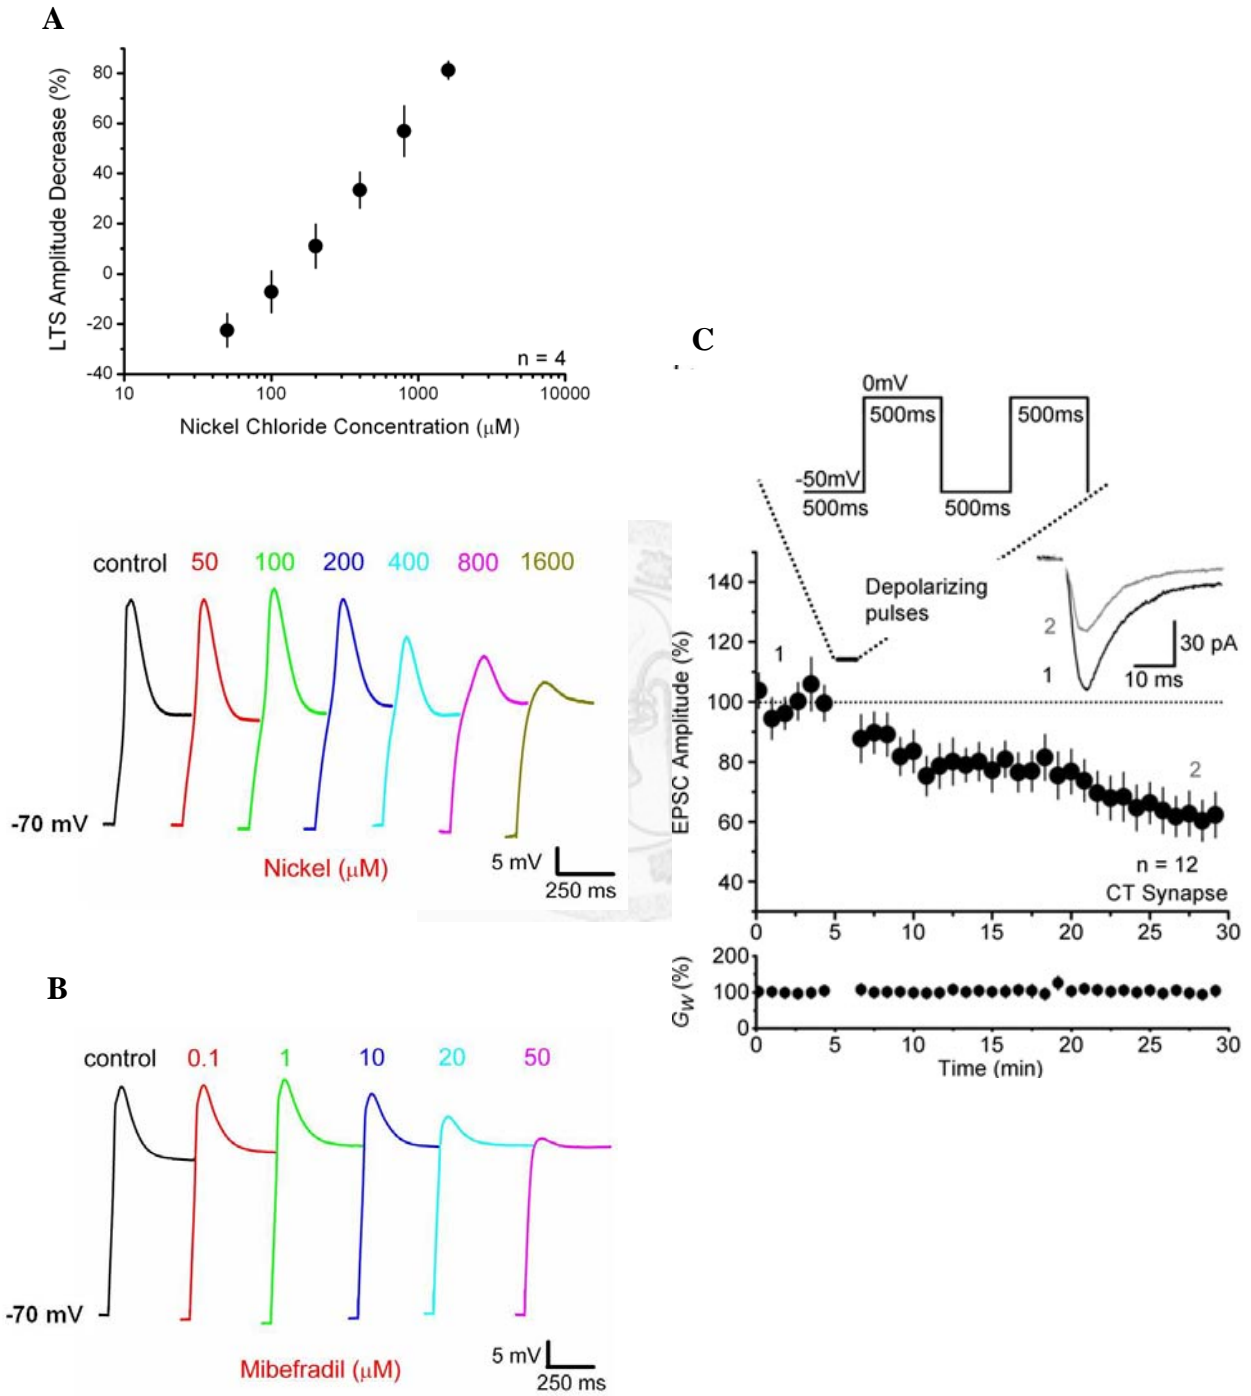 A
LTS Amplitude Decrease (%)
80
60
40
20
0
-20
-40
n = 4
10 100 1000 10000
Nickel Chloride Concentration (μM)
control 50 100 200 400 800 1600
-70 mV
Nickel (μM)
5 mV
250 ms
B
control 0.1 1 10 20 50
-70 mV
Mibefradil (μM)
5 mV
250 ms
C
0mV
500ms 500ms
-50mV
500ms 500ms
EPSC Amplitude (%)
140
120
100
80
60
40
Depolarizing
pulses
1
2
1
30 pA
10 ms
2
n = 12
CT Synapse
0 5 10 15 20 25 30
GW (%)
200
100
0
0 5 10 15 20 25 30
Time (min)